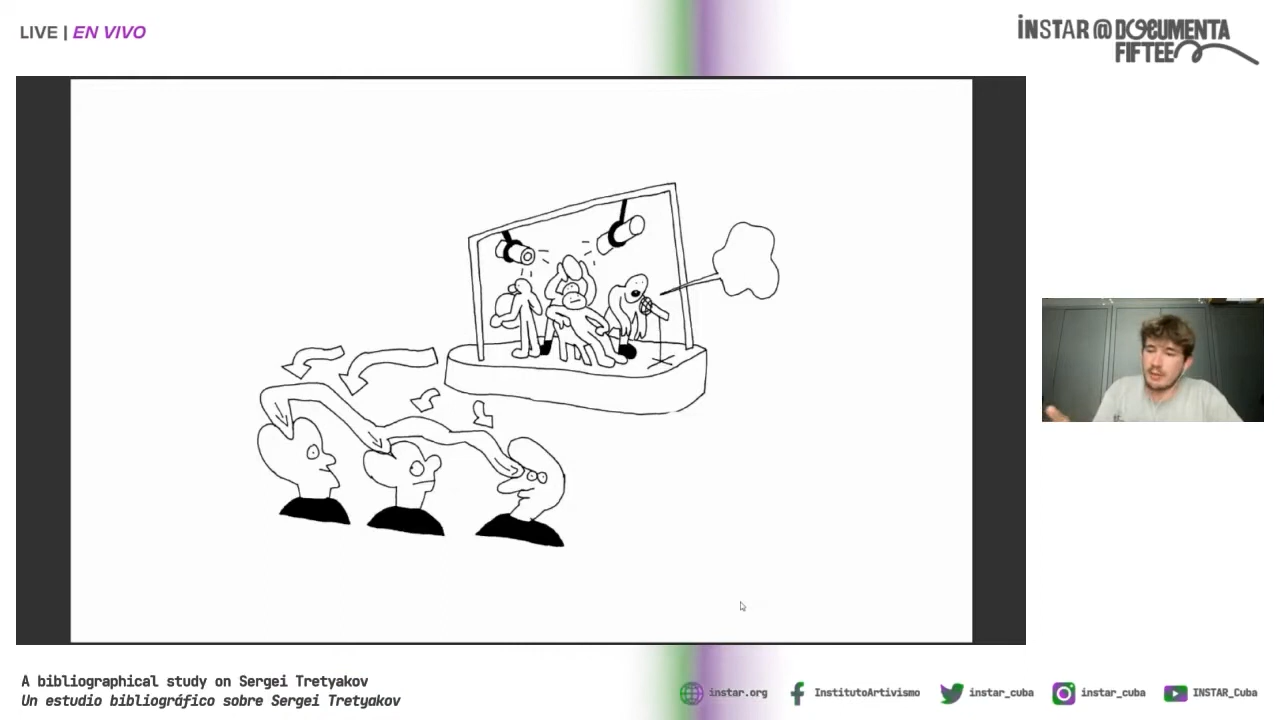 LIVE | EN VIVO
INSTAR @ DOCUMENTA
FIFTEEN
A bibliographical study on Sergei Tretyakov
Un estudio bibliográfico sobre Sergei Tretyakov
instar.org
InstitutoArtivismo
instar_cuba
instar_cuba
INSTAR_Cuba